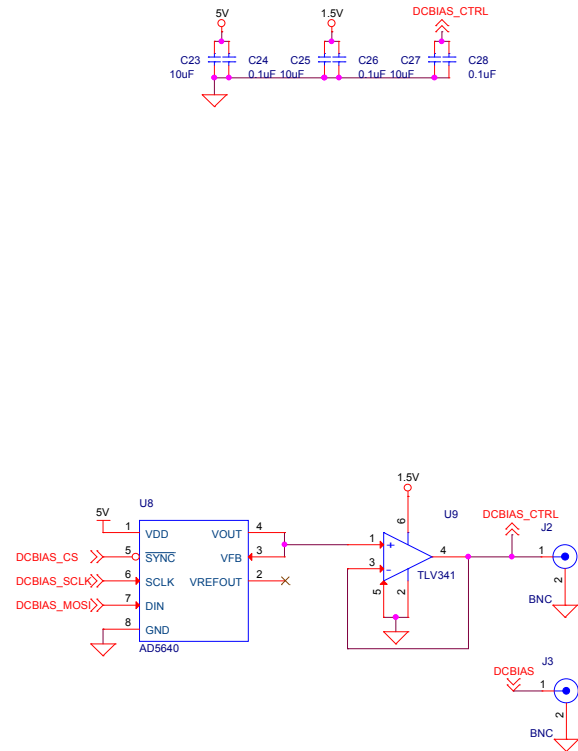 5V
1.5V
DCBIAS_CTRL
C23
10uF
C24
0.1uF
C25
10uF
C26
0.1uF
C27
10uF
C28
0.1uF
U8
5V
1
VDD
VOUT
4
DCBIAS_CS
5
SYNC
VFB
3
DCBIAS_SCLK
6
SCLK
VREFOUT
2
DCBIAS_MOSI
7
DIN
8
GND
AD5640
1.5V
U9
6
1
+
3
-
4
TLV341
5
2
DCBIAS_CTRL
J2
1
2
BNC
J3
DCBIAS
1
2
BNC